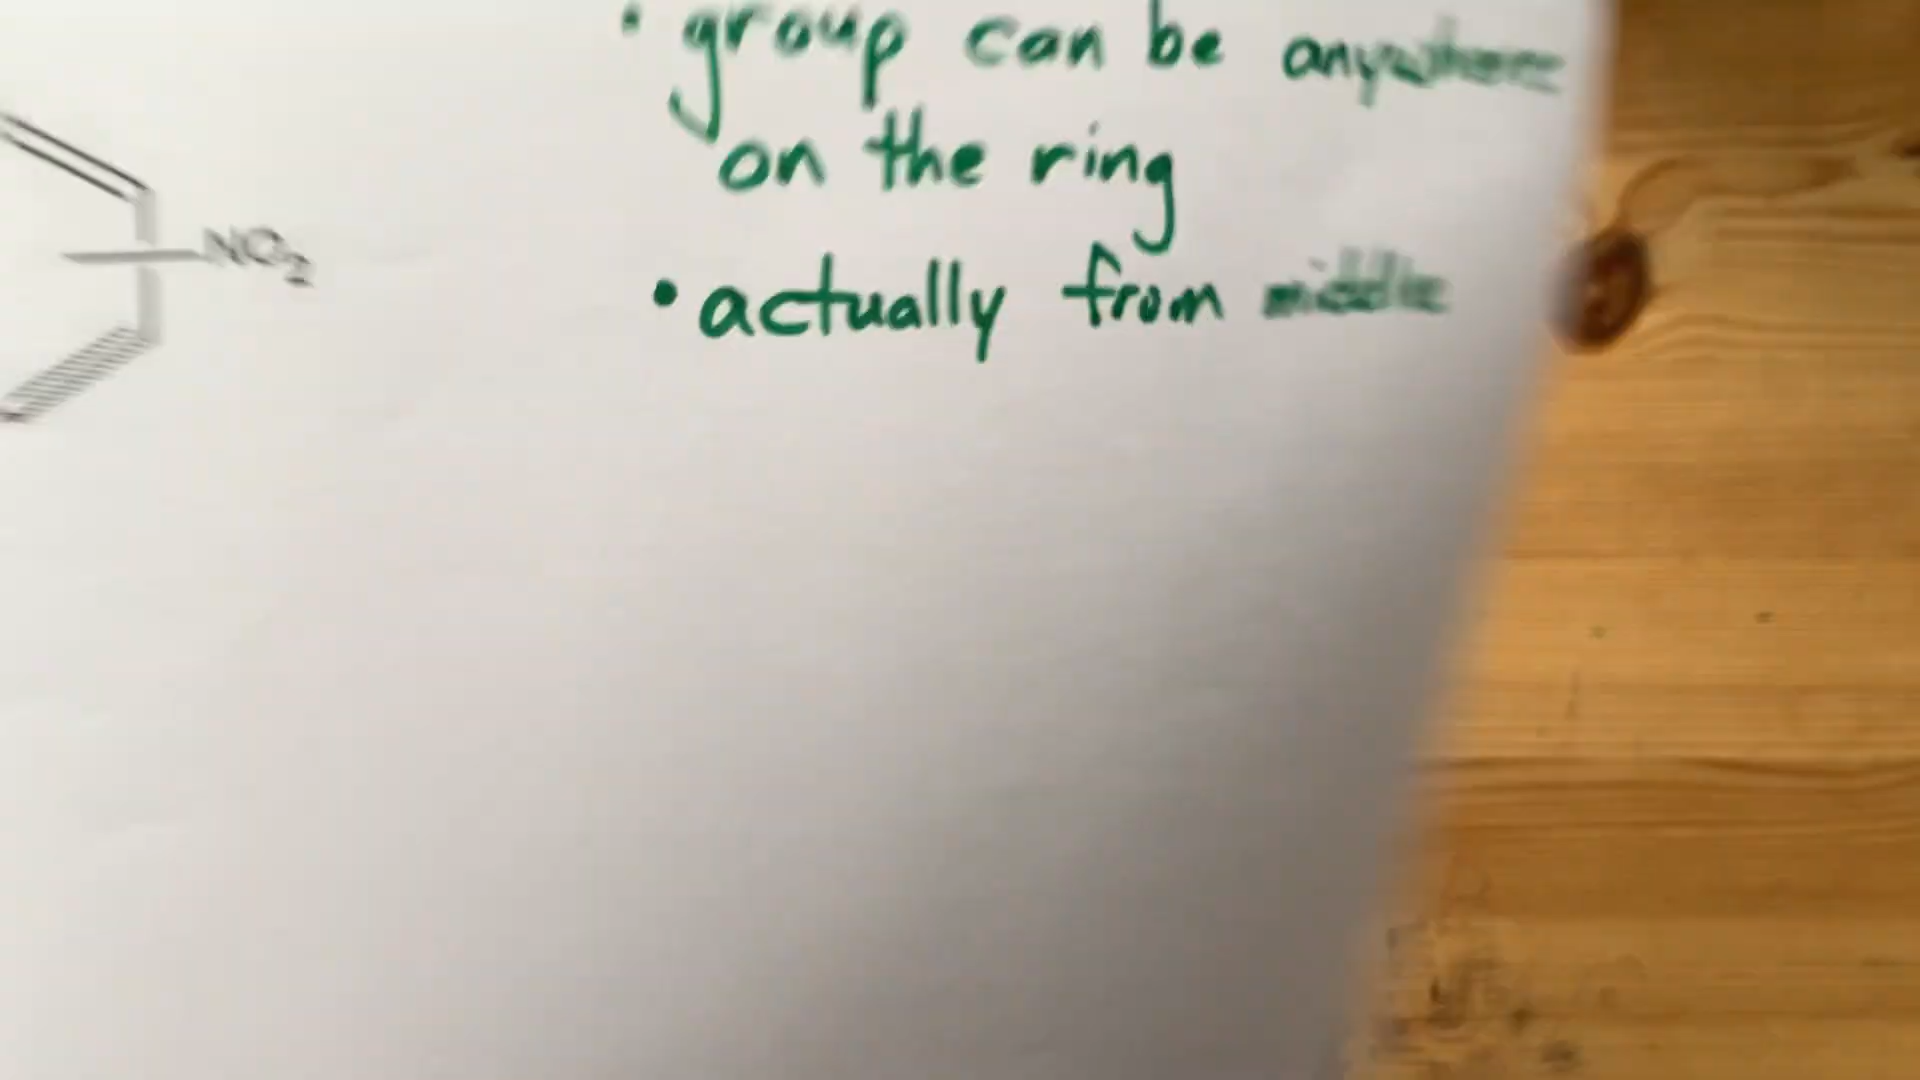 • group can be anywhere
on the ring
NO₂
• actually from middle